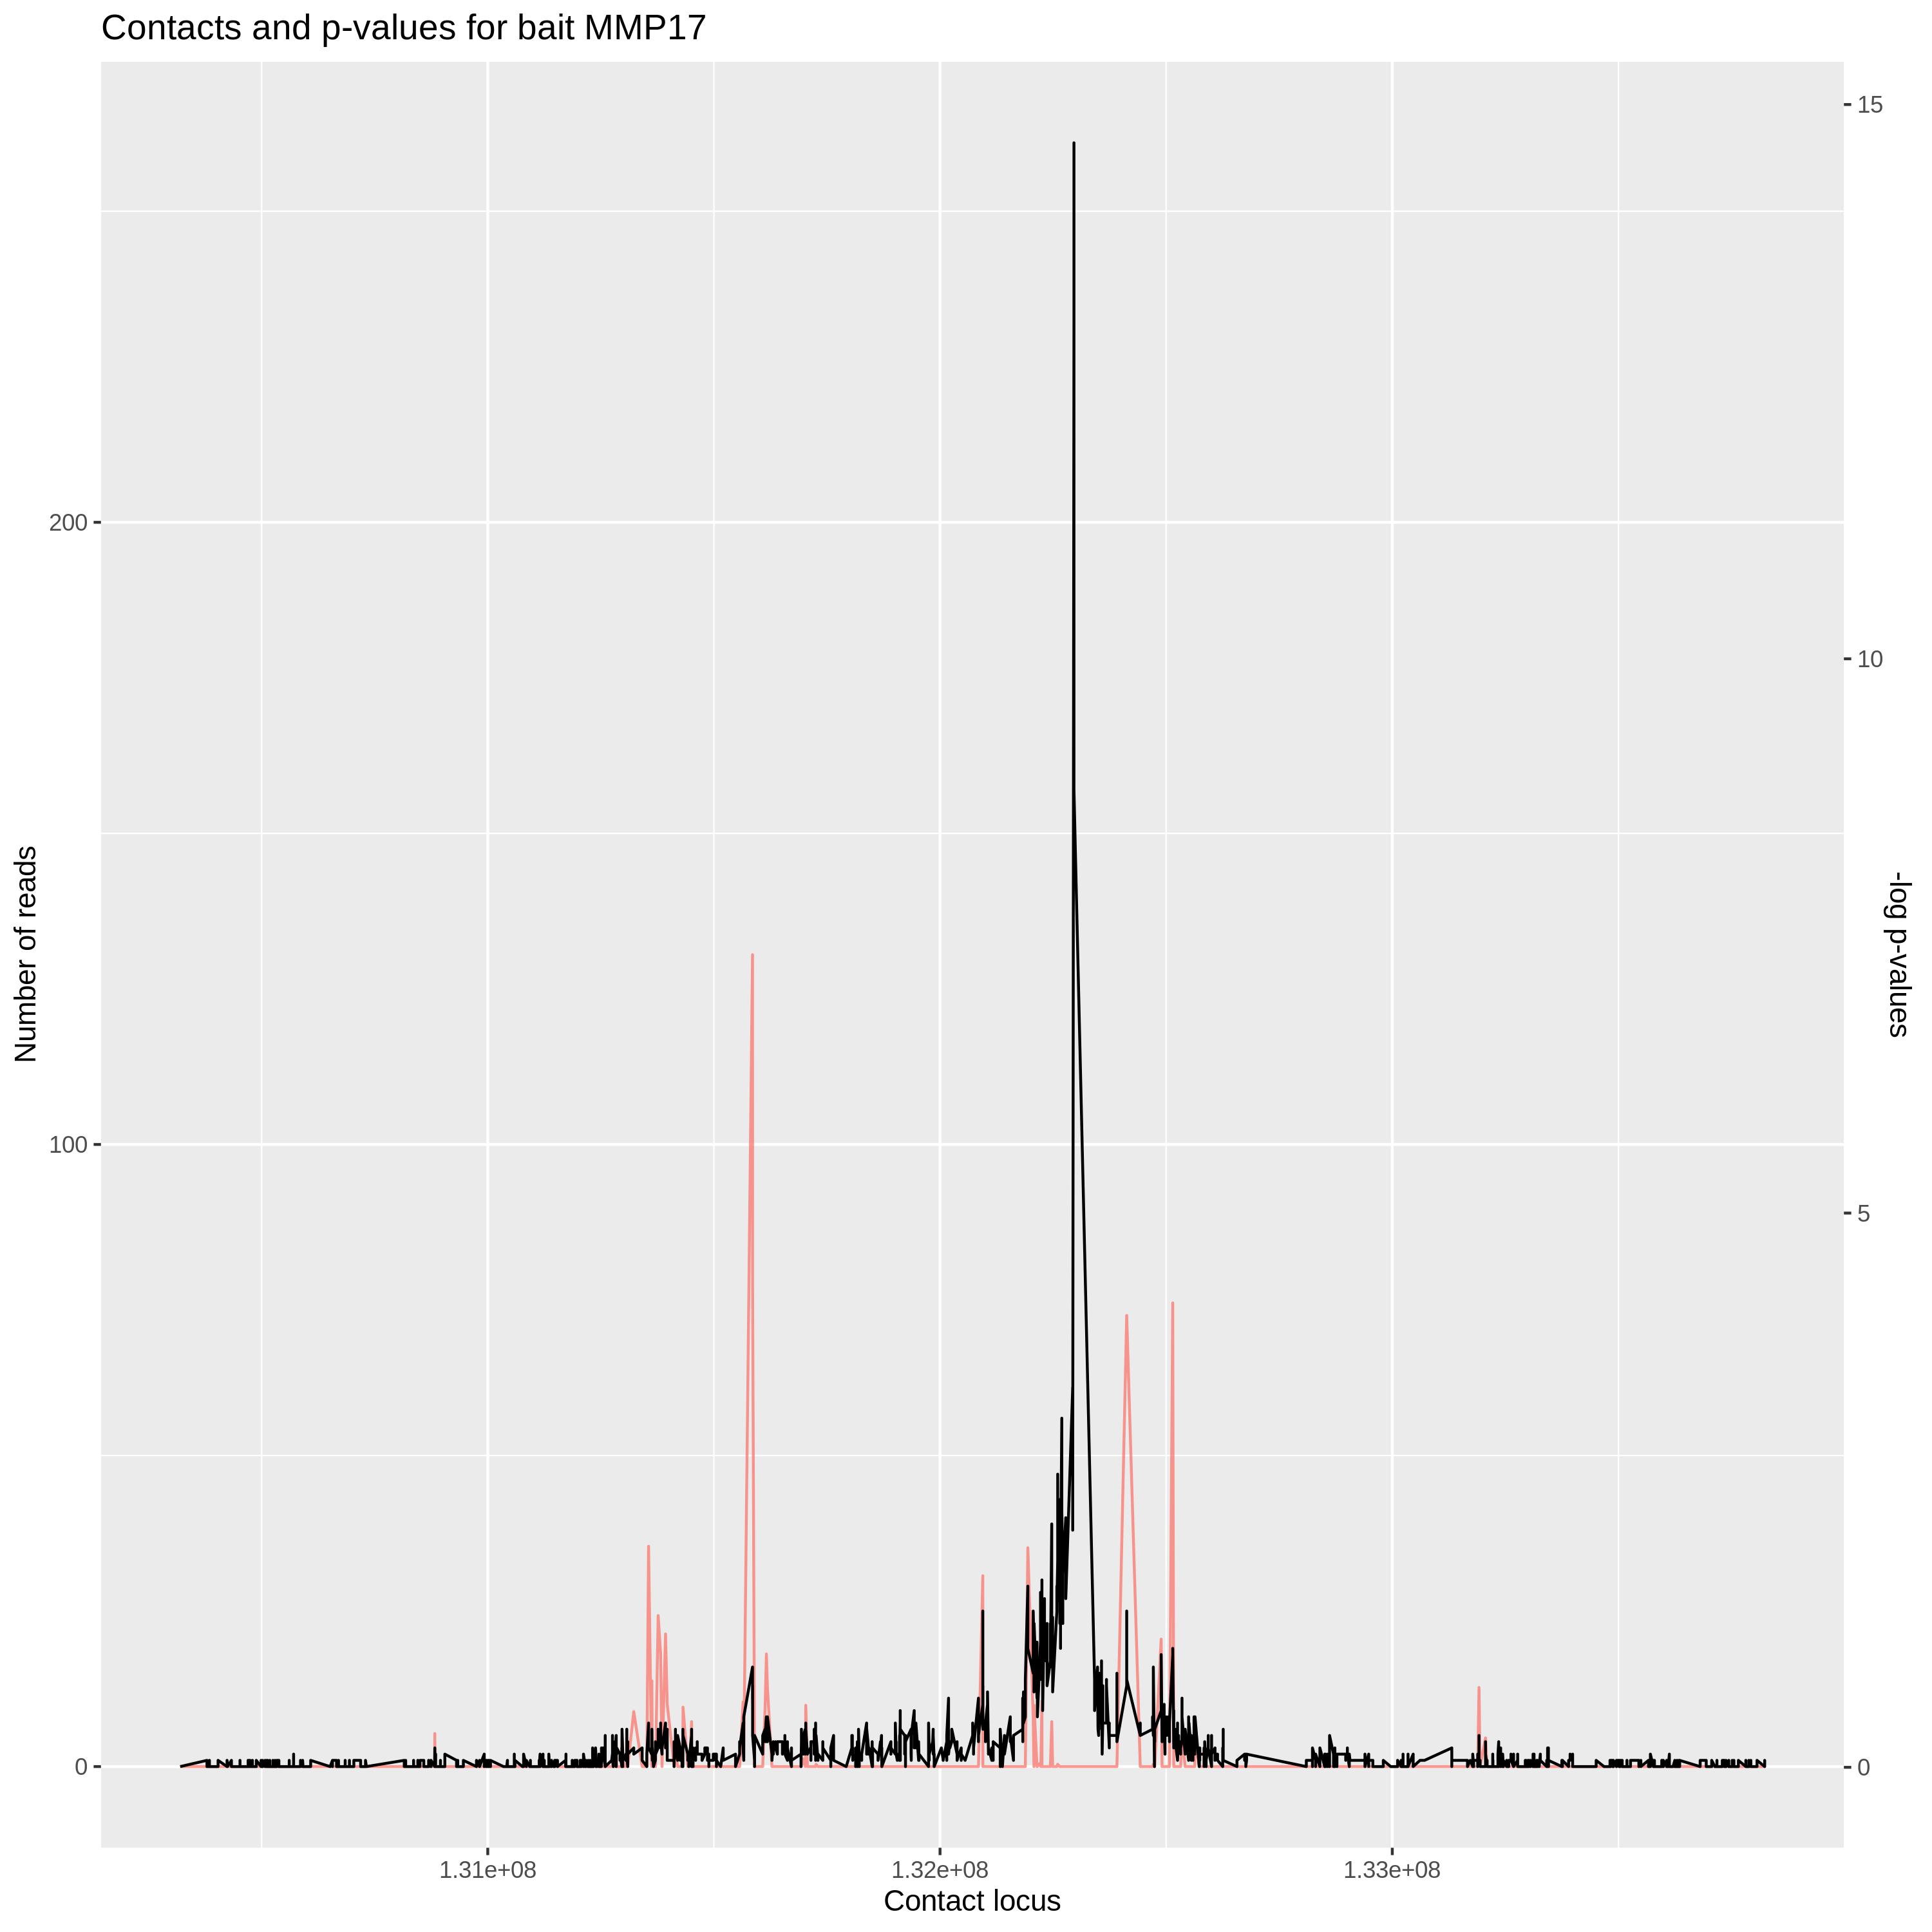 Contacts and p-values for bait MMP17
15
200
10
Number of reads
-log p-values
100
5
0
0
1.31e+08
1.32e+08
1.33e+08
Contact locus